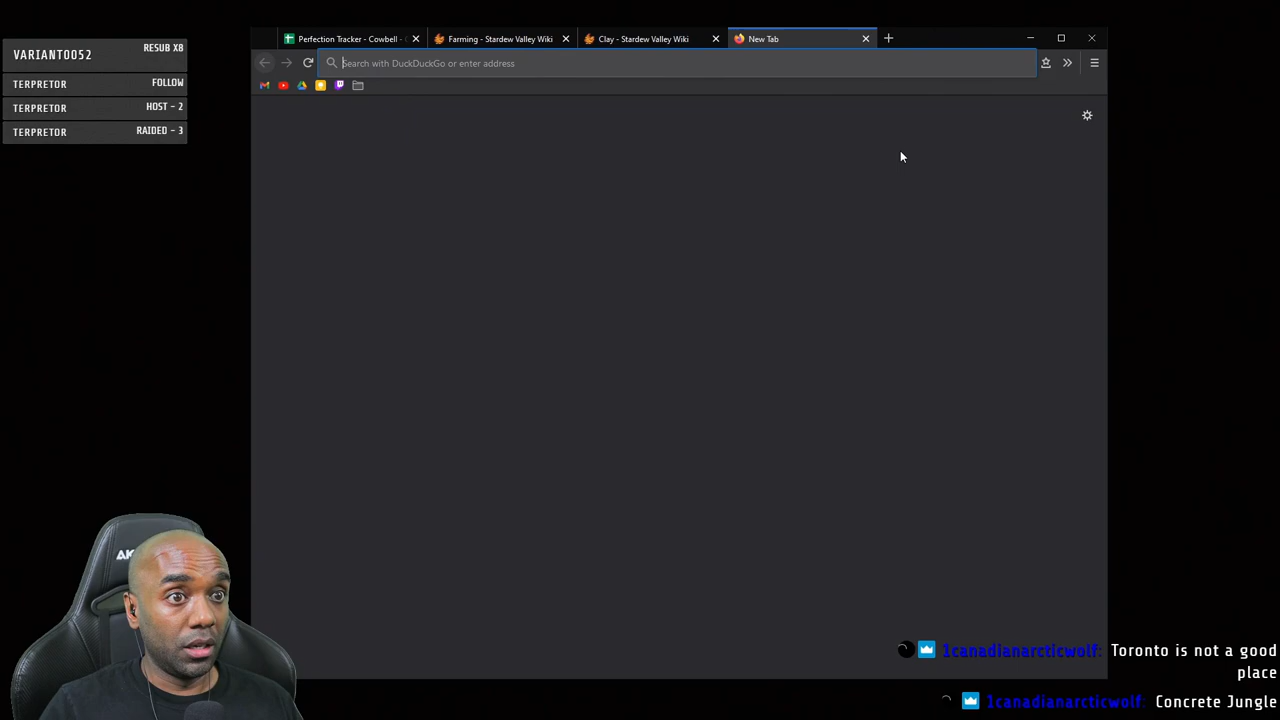 VARIANT0052 RESUB X8
TERPRETOR FOLLOW
TERPRETOR HOST - 2
TERPRETOR RAIDED - 3
Perfection Tracker - Cowbell -
Farming - Stardew Valley Wiki
Clay - Stardew Valley Wiki
New Tab
Search with DuckDuckGo or enter address
AK
1canadianarcticwolf: Toronto is not a good
place
1canadianarcticwolf: Concrete Jungle